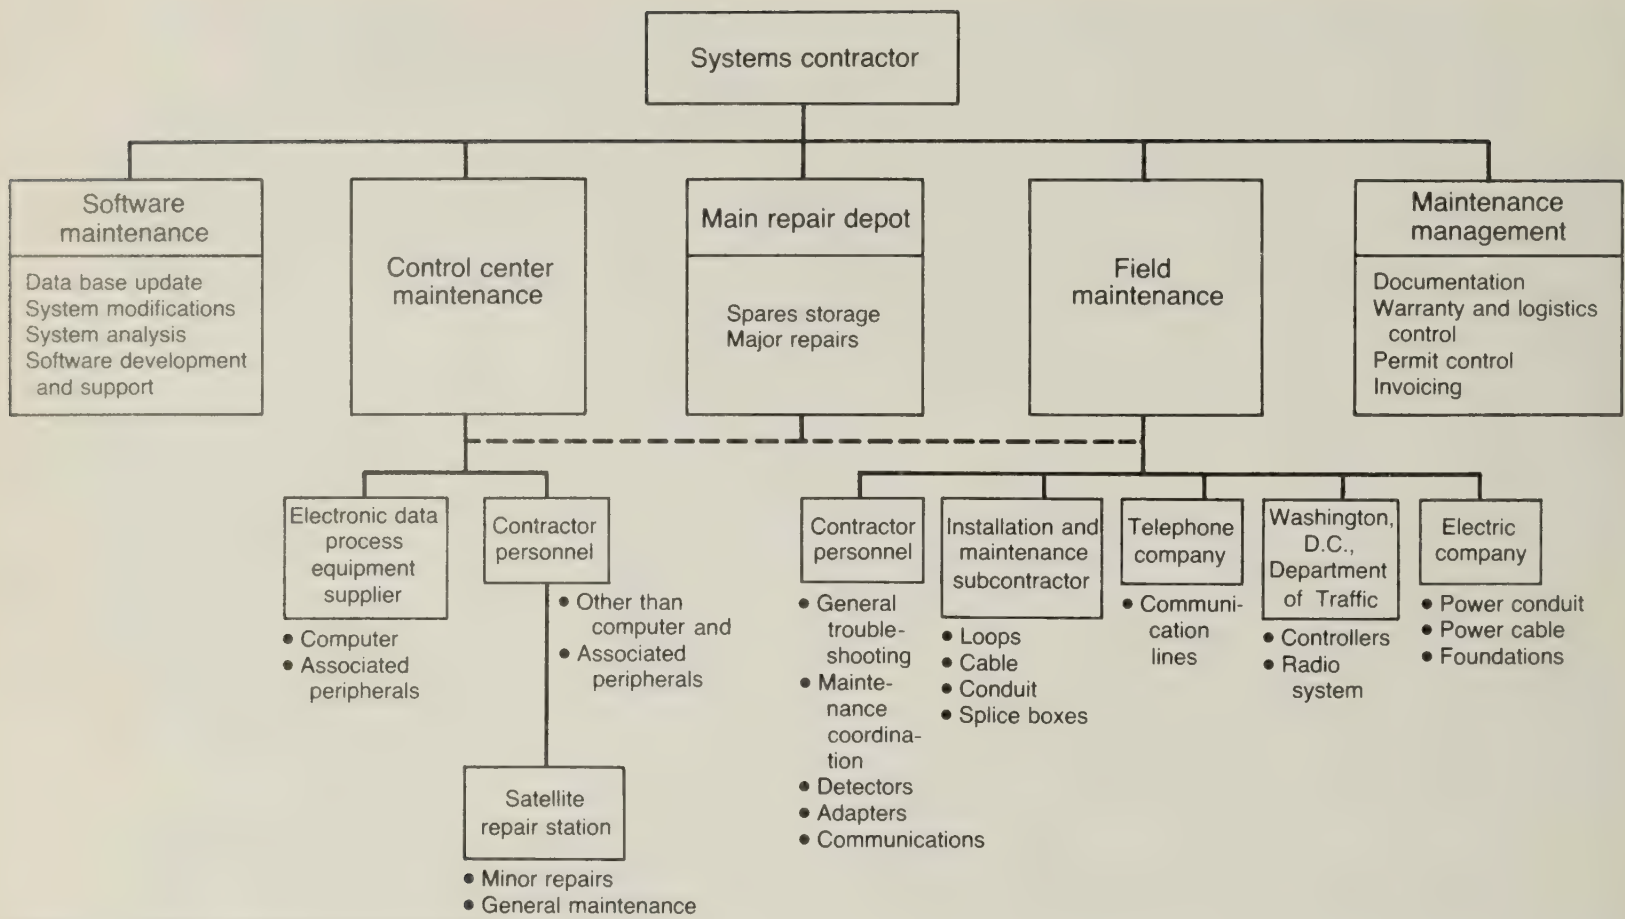 Systems contractor
Software
maintenance
Data base update
System modifications
System analysis
Software development
and support
Control center
maintenance
Main repair depot
Spares storage
Major repairs
Field
maintenance
Maintenance
management
Documentation
Warranty and logistics
control
Permit control
Invoicing
Electronic data
process
equipment
supplier
• Computer
• Associated
peripherals
Contractor
personnel
• Other than
computer and
• Associated
peripherals
Satellite
repair station
• Minor repairs
• General maintenance
Contractor
personnel
• General
trouble-
shooting
• Mainte-
nance
coordina-
tion
• Detectors
• Adapters
• Communications
Installation and
maintenance
subcontractor
• Loops
• Cable
• Conduit
• Splice boxes
Telephone
company
• Communi-
cation
lines
Washington,
D.C.,
Department
of Traffic
• Controllers
• Radio
system
Electric
company
• Power conduit
• Power cable
• Foundations